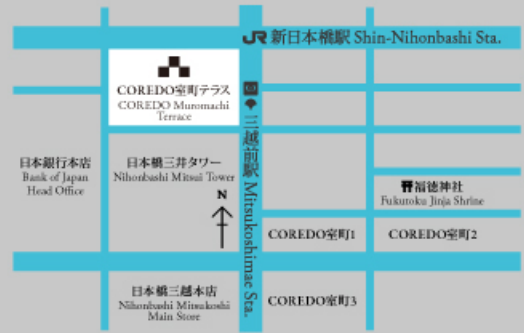 JR 新日本橋駅 Shin-Nihonbashi Sta.
COREDO室町テラス
COREDO Muromachi
Terrace
三越前駅 Mitsukoshimae Sta.
日本銀行本店
Bank of Japan
Head Office
日本橋三井タワー
Nihonbashi Mitsui Tower
N
福徳神社
Fukutoku Jinja Shrine
COREDO室町1
COREDO室町2
日本橋三越本店
Nihonbashi Mitsukoshi
Main Store
COREDO室町3